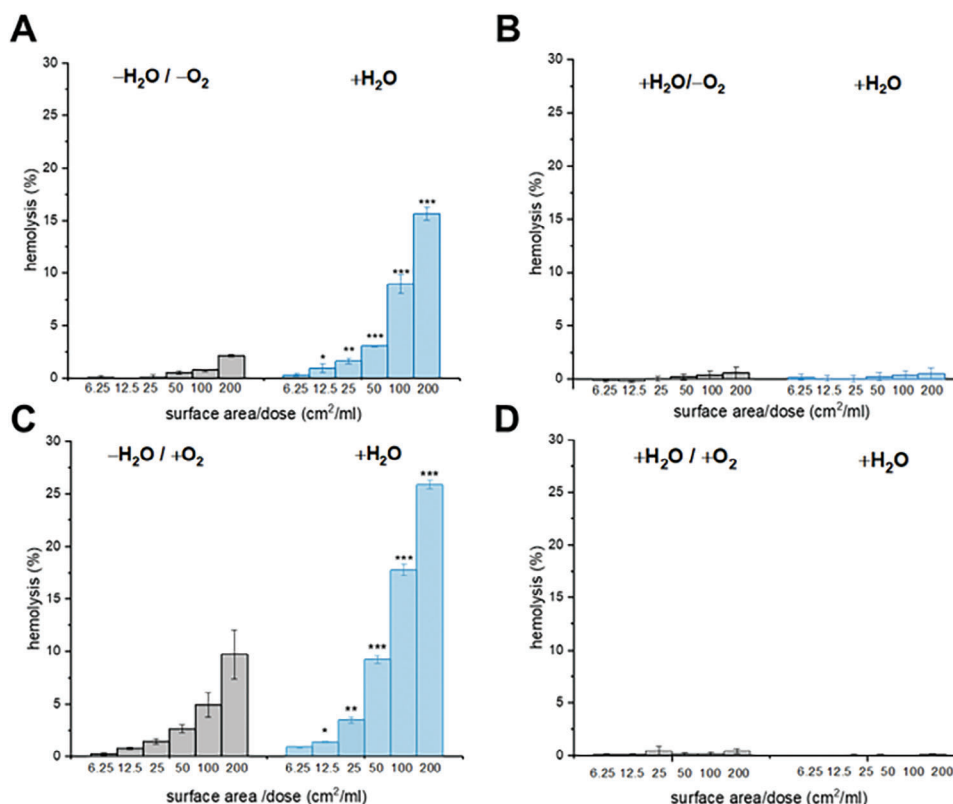 A
−H2O / −O2
+H2O
30
25
20
15
10
5
0
hemolysis (%)
*
**
***
***
***
6.25 12.5 25 50 100 200
6.25 12.5 25 50 100 200
surface area/dose (cm2/ml)
B
+H2O/−O2
+H2O
30
25
20
15
10
5
0
hemolysis (%)
6.25 12.5 25 50 100 200
6.25 12.5 25 50 100 200
surface area/dose (cm2/ml)
C
−H2O / +O2
+H2O
30
25
20
15
10
5
0
hemolysis (%)
*
**
***
***
***
6.25 12.5 25 50 100 200
6.25 12.5 25 50 100 200
surface area /dose (cm2/ml)
D
+H2O / +O2
+H2O
30
25
20
15
10
5
0
hemolysis (%)
6.25 12.5 25 50 100 200
6.25 12.5 25 50 100 200
surface area/dose (cm2/ml)